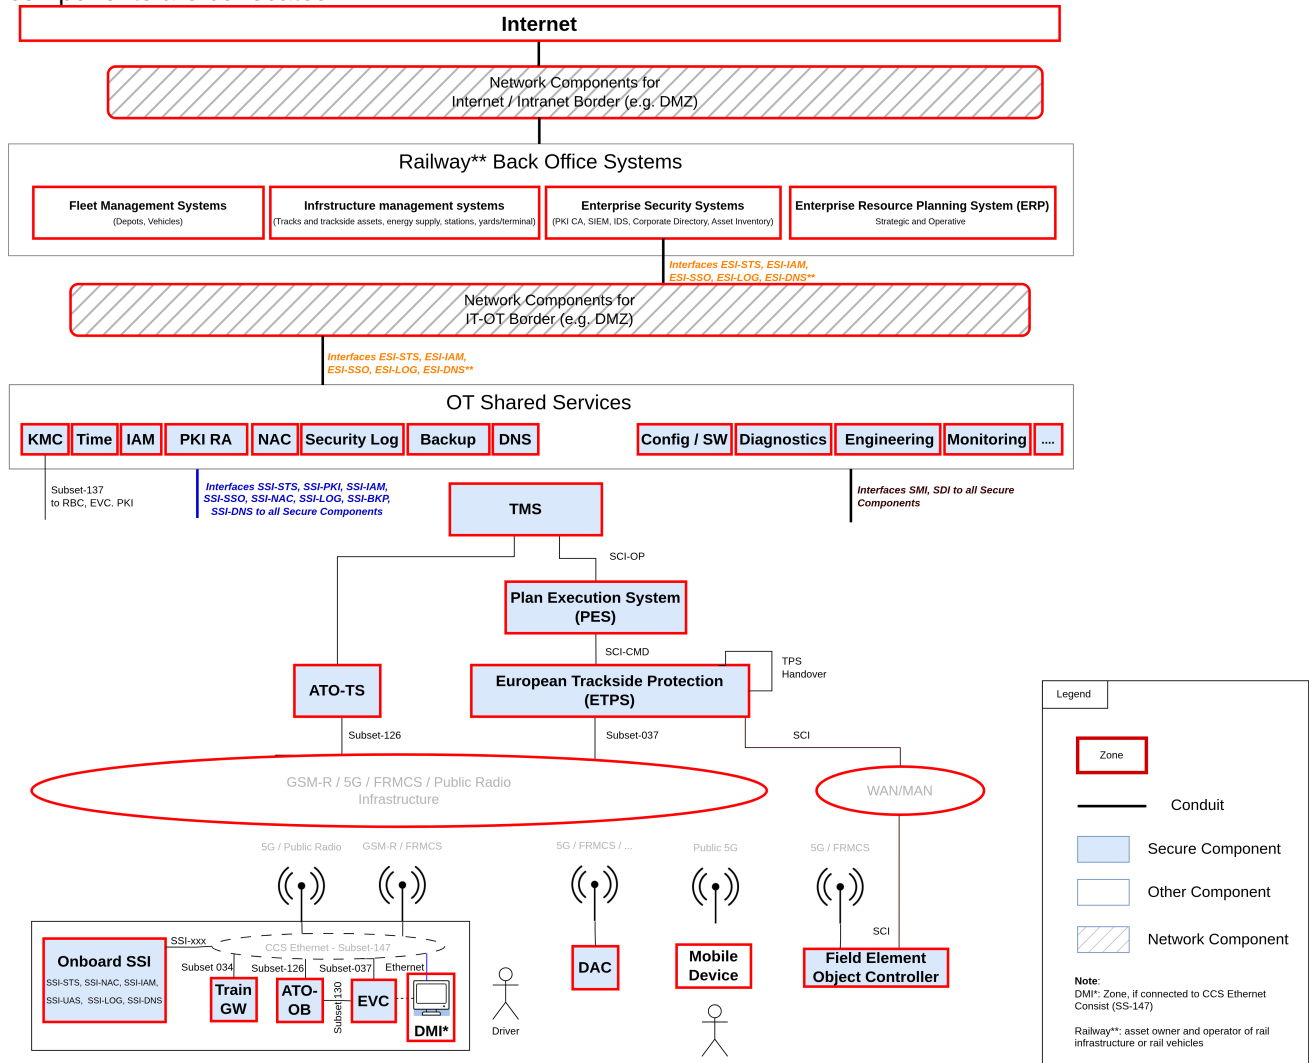 Internet
Network Components for
Internet / Intranet Border (e.g. DMZ)
Railway** Back Office Systems
Fleet Management Systems
(Depots, Vehicles)
Infrstructure management systems
(Tracks and trackside assets, energy supply, stations, yards/terminal)
Enterprise Security Systems
(PKI CA, SIEM, IDS, Corporate Directory, Asset Inventory)
Enterprise Resource Planning System (ERP)
Strategic and Operative
Interfaces ESI-STS, ESI-IAM,
ESI-SSO, ESI-LOG, ESI-DNS**
Network Components for
IT-OT Border (e.g. DMZ)
Interfaces ESI-STS, ESI-IAM,
ESI-SSO, ESI-LOG, ESI-DNS**
OT Shared Services
KMC
Time
IAM
PKI RA
NAC
Security Log
Backup
DNS
Config / SW
Diagnostics
Engineering
Monitoring
....
Subset-137
to RBC, EVC. PKI
Interfaces SSI-STS, SSI-PKI, SSI-IAM,
SSI-SSO, SSI-NAC, SSI-LOG, SSI-BKP,
SSI-DNS to all Secure Components
Interfaces SMI, SDI to all Secure
Components
TMS
SCI-OP
Plan Execution System
(PES)
SCI-CMD
ATO-TS
European Trackside Protection
(ETPS)
TPS
Handover
Subset-126
Subset-037
SCI
GSM-R / 5G / FRMCS / Public Radio
Infrastructure
WAN/MAN
5G / Public Radio
GSM-R / FRMCS
5G / FRMCS / ...
Public 5G
5G / FRMCS
SCI
SSI-xxx
CCS Ethernet - Subset-147
Onboard SSI
SSI-STS, SSI-NAC, SSI-IAM,
SSI-UAS, SSI-LOG, SSI-DNS
Subset 034
Subset-126
Subset-037
Ethernet
Train
GW
ATO-
OB
Subset 130
EVC
DMI*
Driver
DAC
Mobile
Device
Field Element
Object Controller
Legend
Zone
Conduit
Secure Component
Other Component
Network Component
Note:
DMI*: Zone, if connected to CCS Ethernet
Consist (SS-147)
Railway**: asset owner and operator of rail
infrastructure or rail vehicles